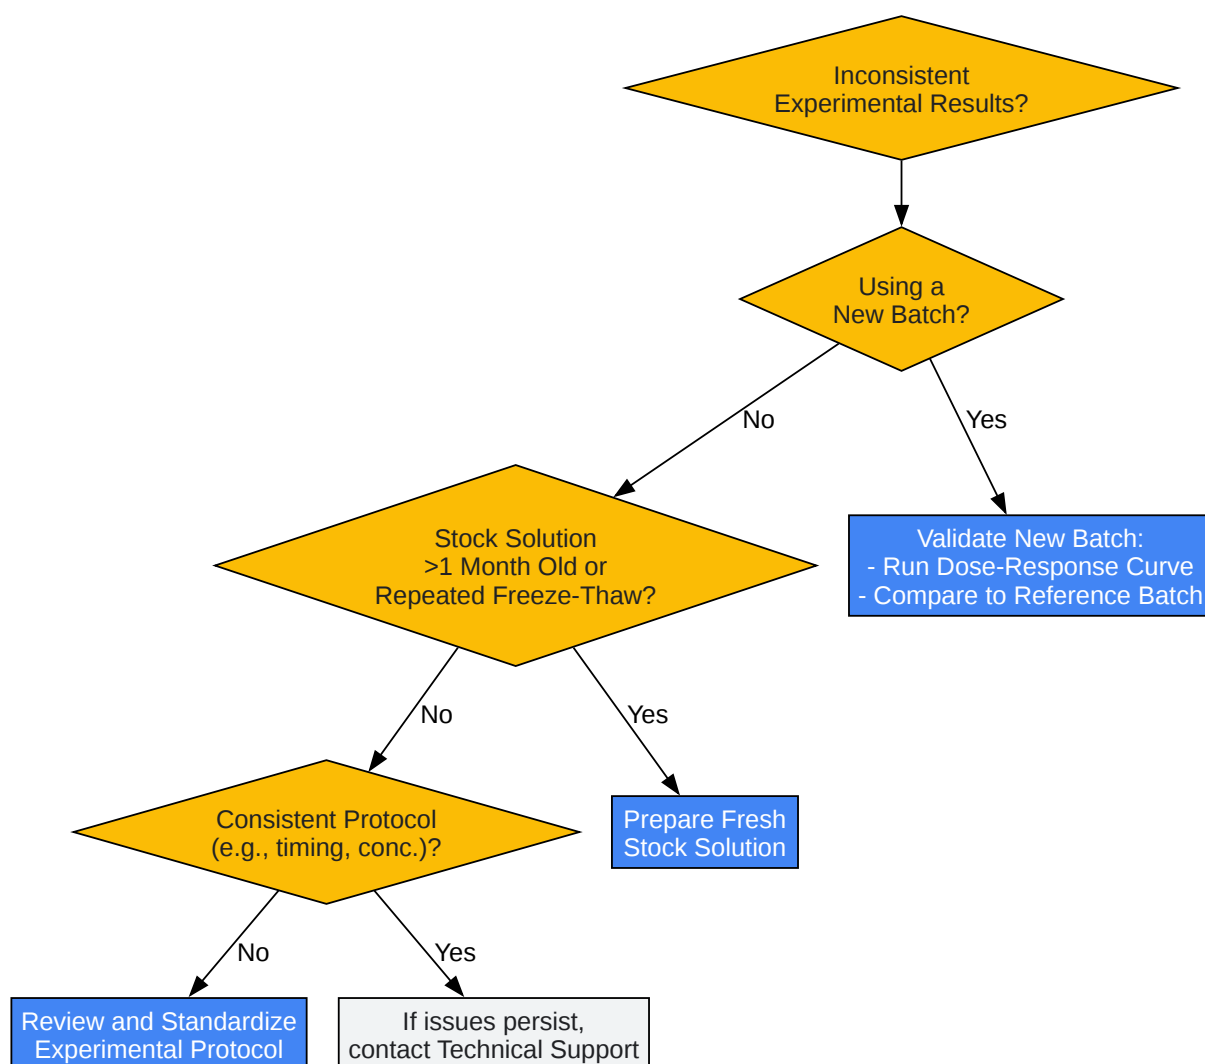 Inconsistent
Experimental Results?
Using a
New Batch?
No
Yes
Stock Solution
>1 Month Old or
Repeated Freeze-Thaw?
Validate New Batch:
- Run Dose-Response Curve
- Compare to Reference Batch
No
Yes
Consistent Protocol
(e.g., timing, conc.)?
Prepare Fresh
Stock Solution
No
Yes
Review and Standardize
Experimental Protocol
If issues persist,
contact Technical Support